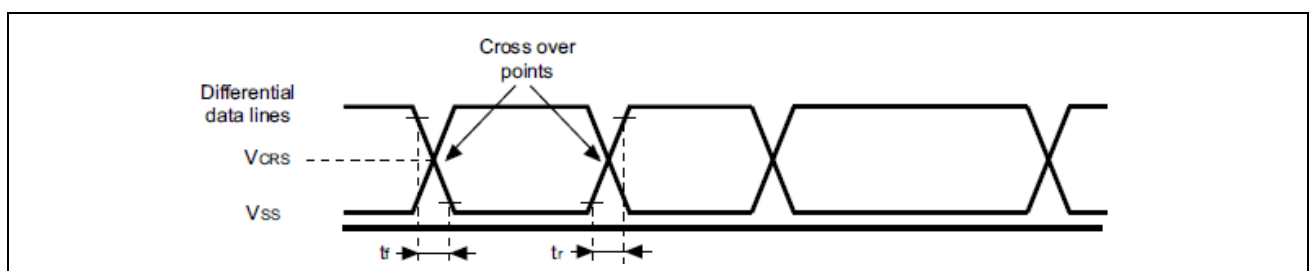 Cross over
points
Differential
data lines
VCRS
VSS
tf
tr